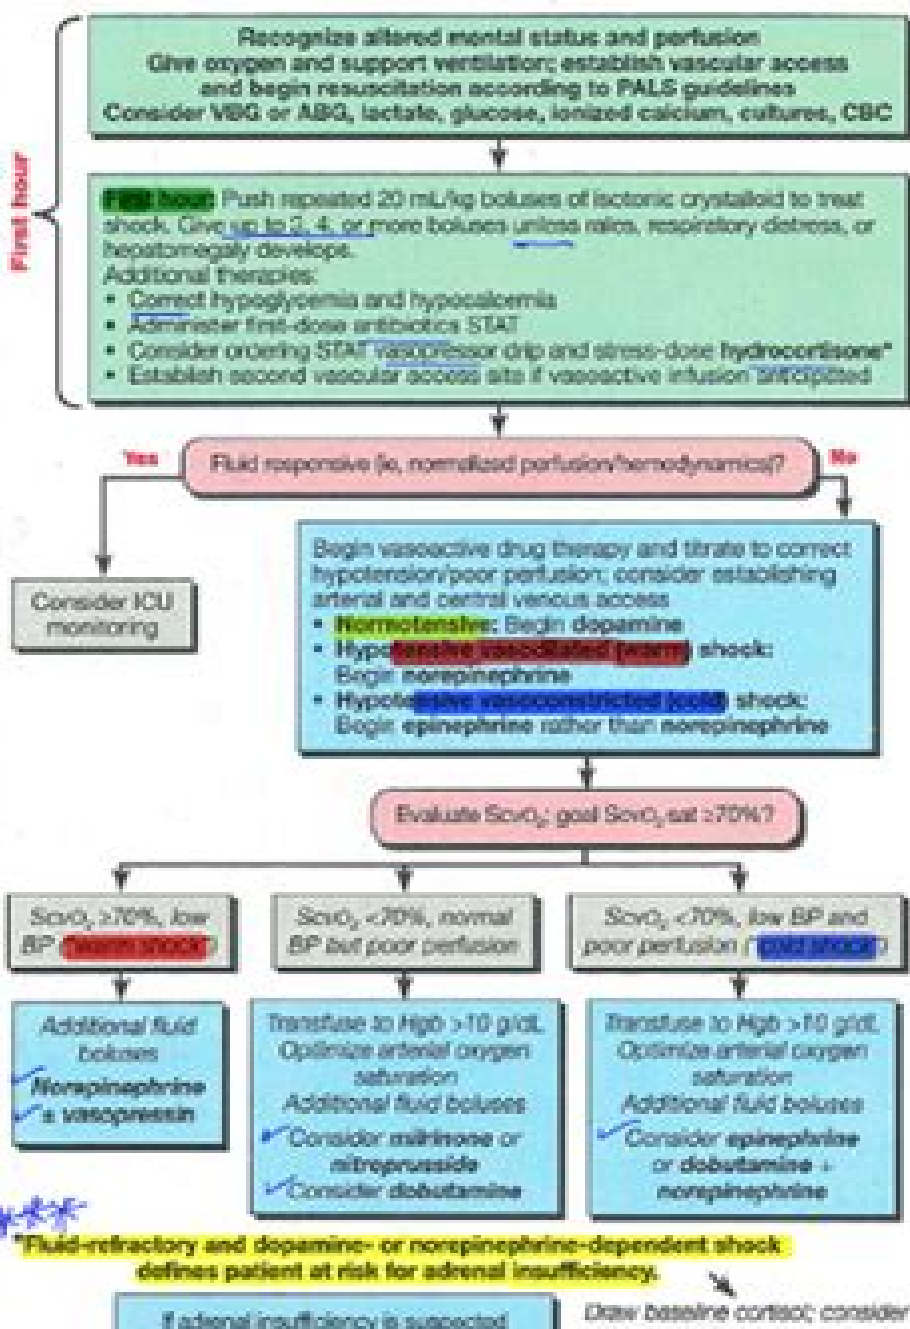 Recognize altered mental status and perfusion
Give oxygen and support ventilation; establish vascular access
and begin resuscitation according to PALS guidelines
Consider VBG or ABG, lactate, glucose, ionized calcium, cultures, CBC
First hour
First hour: Push repeated 20 mL/kg boluses of isotonic crystalloid to treat
shock. Give up to 3, 4, or more boluses unless rales, respiratory distress, or
hepatomegaly develops.
Additional therapies:
• Correct hypoglycemia and hypocalcemia
• Administer first-dose antibiotics STAT
• Consider ordering STAT vasopressor drip and stress-dose hydrocortisone*
• Establish second vascular access site if vasoactive infusion anticipated
Yes
Fluid responsive (ie, normalized perfusion/hemodynamics)?
No
Consider ICU
monitoring
Begin vasoactive drug therapy and titrate to correct
hypotension/poor perfusion; consider establishing
arterial and central venous access
• Normotensive: Begin dopamine
• Hypotensive vasodilated (warm) shock:
Begin norepinephrine
• Hypotensive vasoconstricted (cold) shock:
Begin epinephrine rather than norepinephrine
Evaluate ScvO₂; goal ScvO₂ sat ≥70%?
ScvO₂ ≥70%, low
BP ("warm shock")
ScvO₂ <70%, normal
BP but poor perfusion
ScvO₂ <70%, low BP and
poor perfusion ("cold shock")
Additional fluid
boluses
Norepinephrine
± vasopressin
Transfuse to Hgb >10 g/dL
Optimize arterial oxygen
saturation
Additional fluid boluses
Consider milrinone or
nitroprusside
Consider dobutamine
Transfuse to Hgb >10 g/dL
Optimize arterial oxygen
saturation
Additional fluid boluses
Consider epinephrine
or dobutamine +
norepinephrine
*Fluid-refractory and dopamine- or norepinephrine-dependent shock
defines patient at risk for adrenal insufficiency.
Draw baseline cortisol; consider
If adrenal insufficiency is suspected